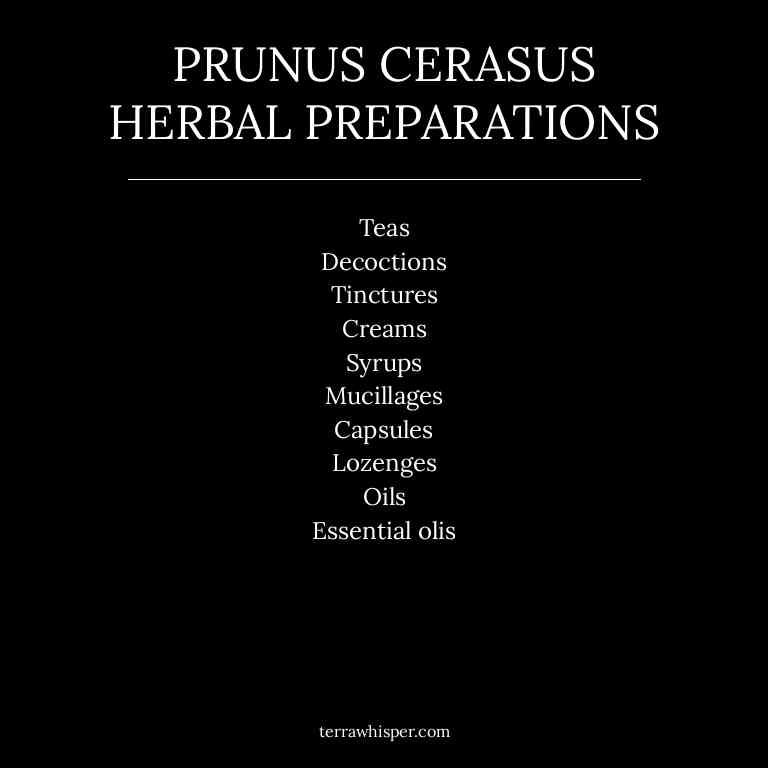 PRUNUS CERASUS
HERBAL PREPARATIONS
Teas
Decoctions
Tinctures
Creams
Syrups
Mucillages
Capsules
Lozenges
Oils
Essential olis
terrawhisper.com